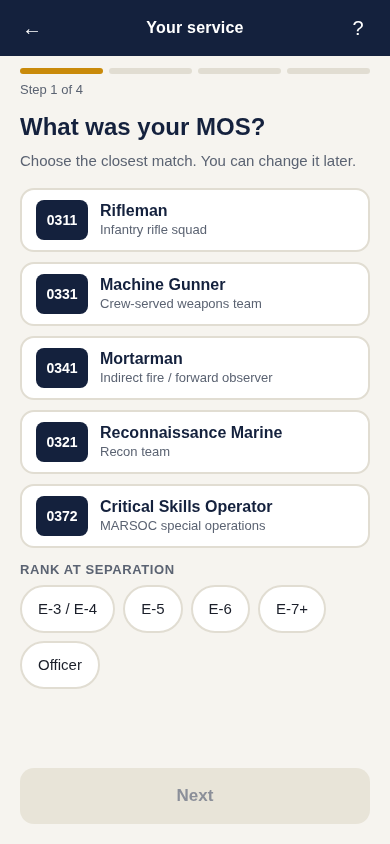 ← Your service ?
Step 1 of 4
What was your MOS?
Choose the closest match. You can change it later.
0311 Rifleman
Infantry rifle squad
0331 Machine Gunner
Crew-served weapons team
0341 Mortarman
Indirect fire / forward observer
0321 Reconnaissance Marine
Recon team
0372 Critical Skills Operator
MARSOC special operations
RANK AT SEPARATION
E-3 / E-4 E-5 E-6 E-7+
Officer
Next